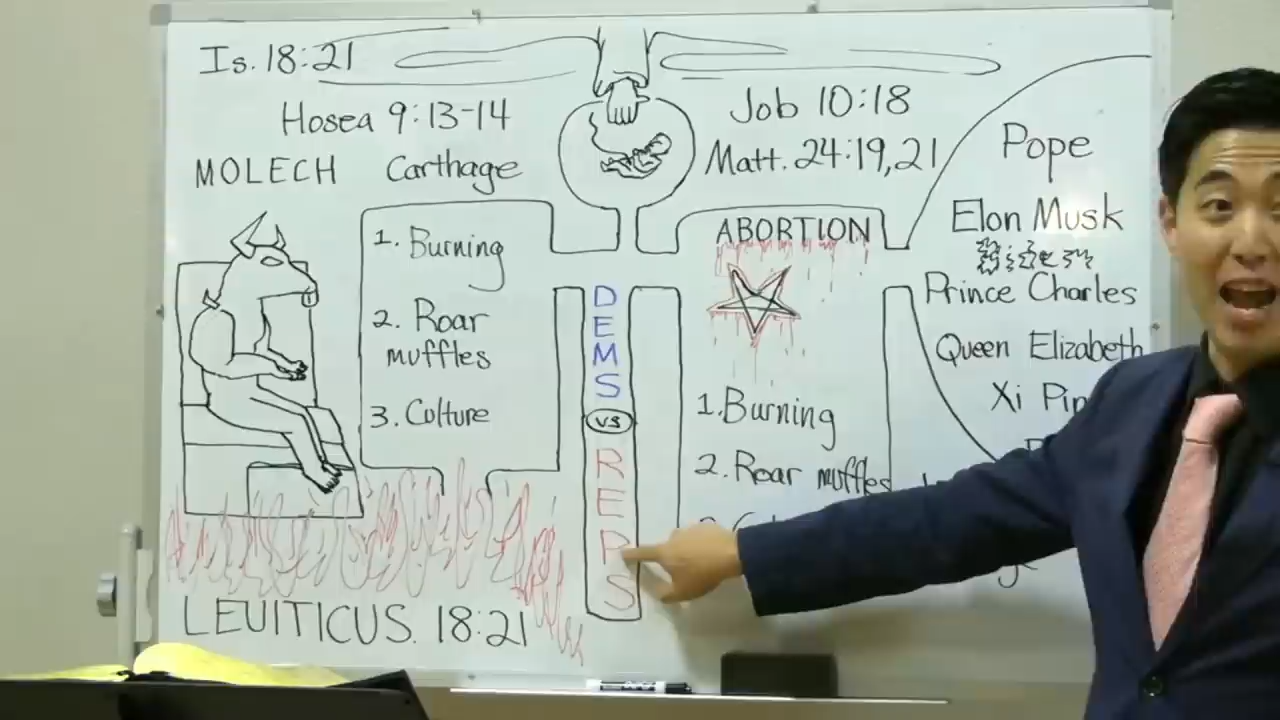 Is. 18:21
Hosea 9:13-14
MOLECH Carthage
1. Burning
2. Roar
muffles
3. Culture
LEVITICUS. 18:21
DEMS
vs
REPS
Job 10:18
Matt. 24:19,21
ABORTION
1. Burning
2. Roar muffles
Pope
Elon Musk
Prince Charles
Queen Elizabeth
Xi